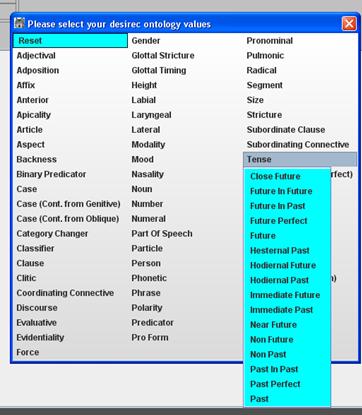 Please select your desirec ontology values
Reset
Adjectival
Adposition
Affix
Anterior
Apicality
Article
Aspect
Backness
Binary Predicator
Case
Case (Cont. from Genitive)
Case (Cont. from Oblique)
Category Changer
Classifier
Clause
Clitic
Coordinating Connective
Discourse
Evaluative
Evidentiality
Force
Gender
Glottal Stricture
Glottal Timing
Height
Labial
Laryngeal
Lateral
Modality
Mood
Nasality
Noun
Number
Numeral
Part Of Speech
Particle
Person
Phonetic
Phrase
Polarity
Predicator
Pro Form
Pronominal
Pulmonic
Radical
Segment
Size
Stricture
Subordinate Clause
Subordinating Connective
Tense
Close Future
Future In Future
Future In Past
Future Perfect
Future
Hesternal Past
Hodiernal Future
Hodiernal Past
Immediate Future
Immediate Past
Near Future
Non Future
Non Past
Past In Past
Past Perfect
Past